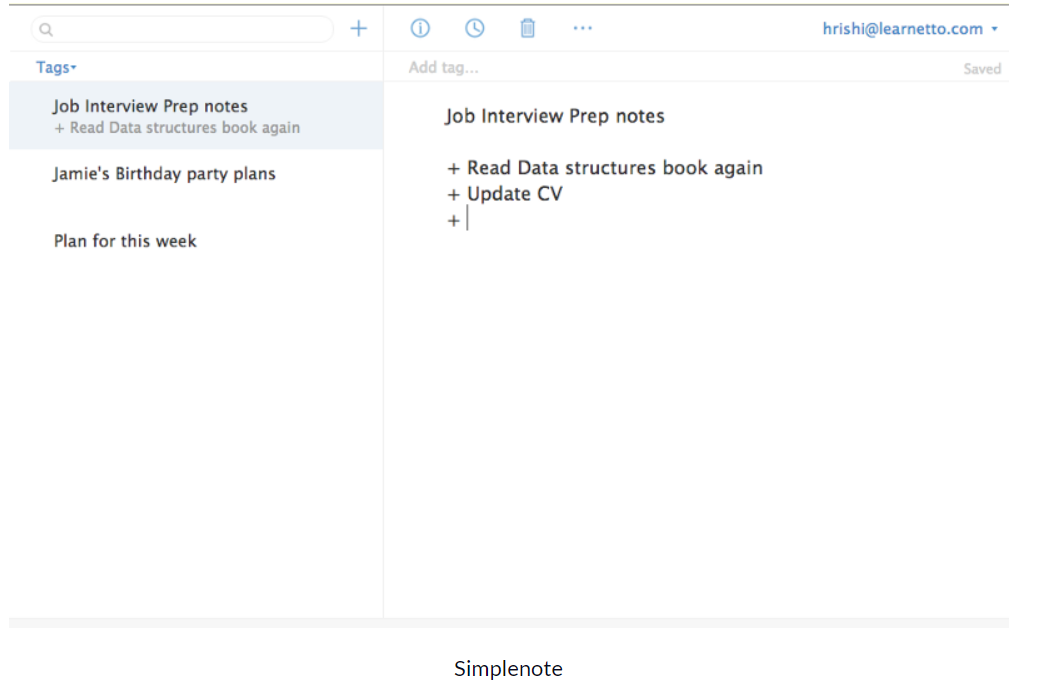 hrishi@learnetto.com
Tags
Add tag...
Saved
Job Interview Prep notes
+ Read Data structures book again
Jamie's Birthday party plans
Plan for this week
Job Interview Prep notes
+ Read Data structures book again
+ Update CV
+
Simplenote